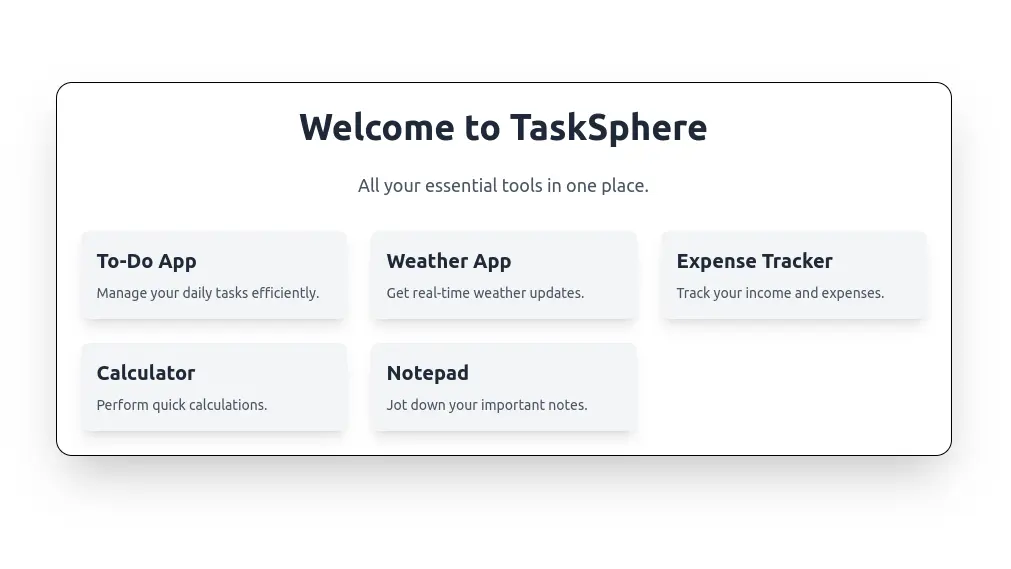 Welcome to TaskSphere
All your essential tools in one place.
To-Do App
Manage your daily tasks efficiently.
Weather App
Get real-time weather updates.
Expense Tracker
Track your income and expenses.
Calculator
Perform quick calculations.
Notepad
Jot down your important notes.